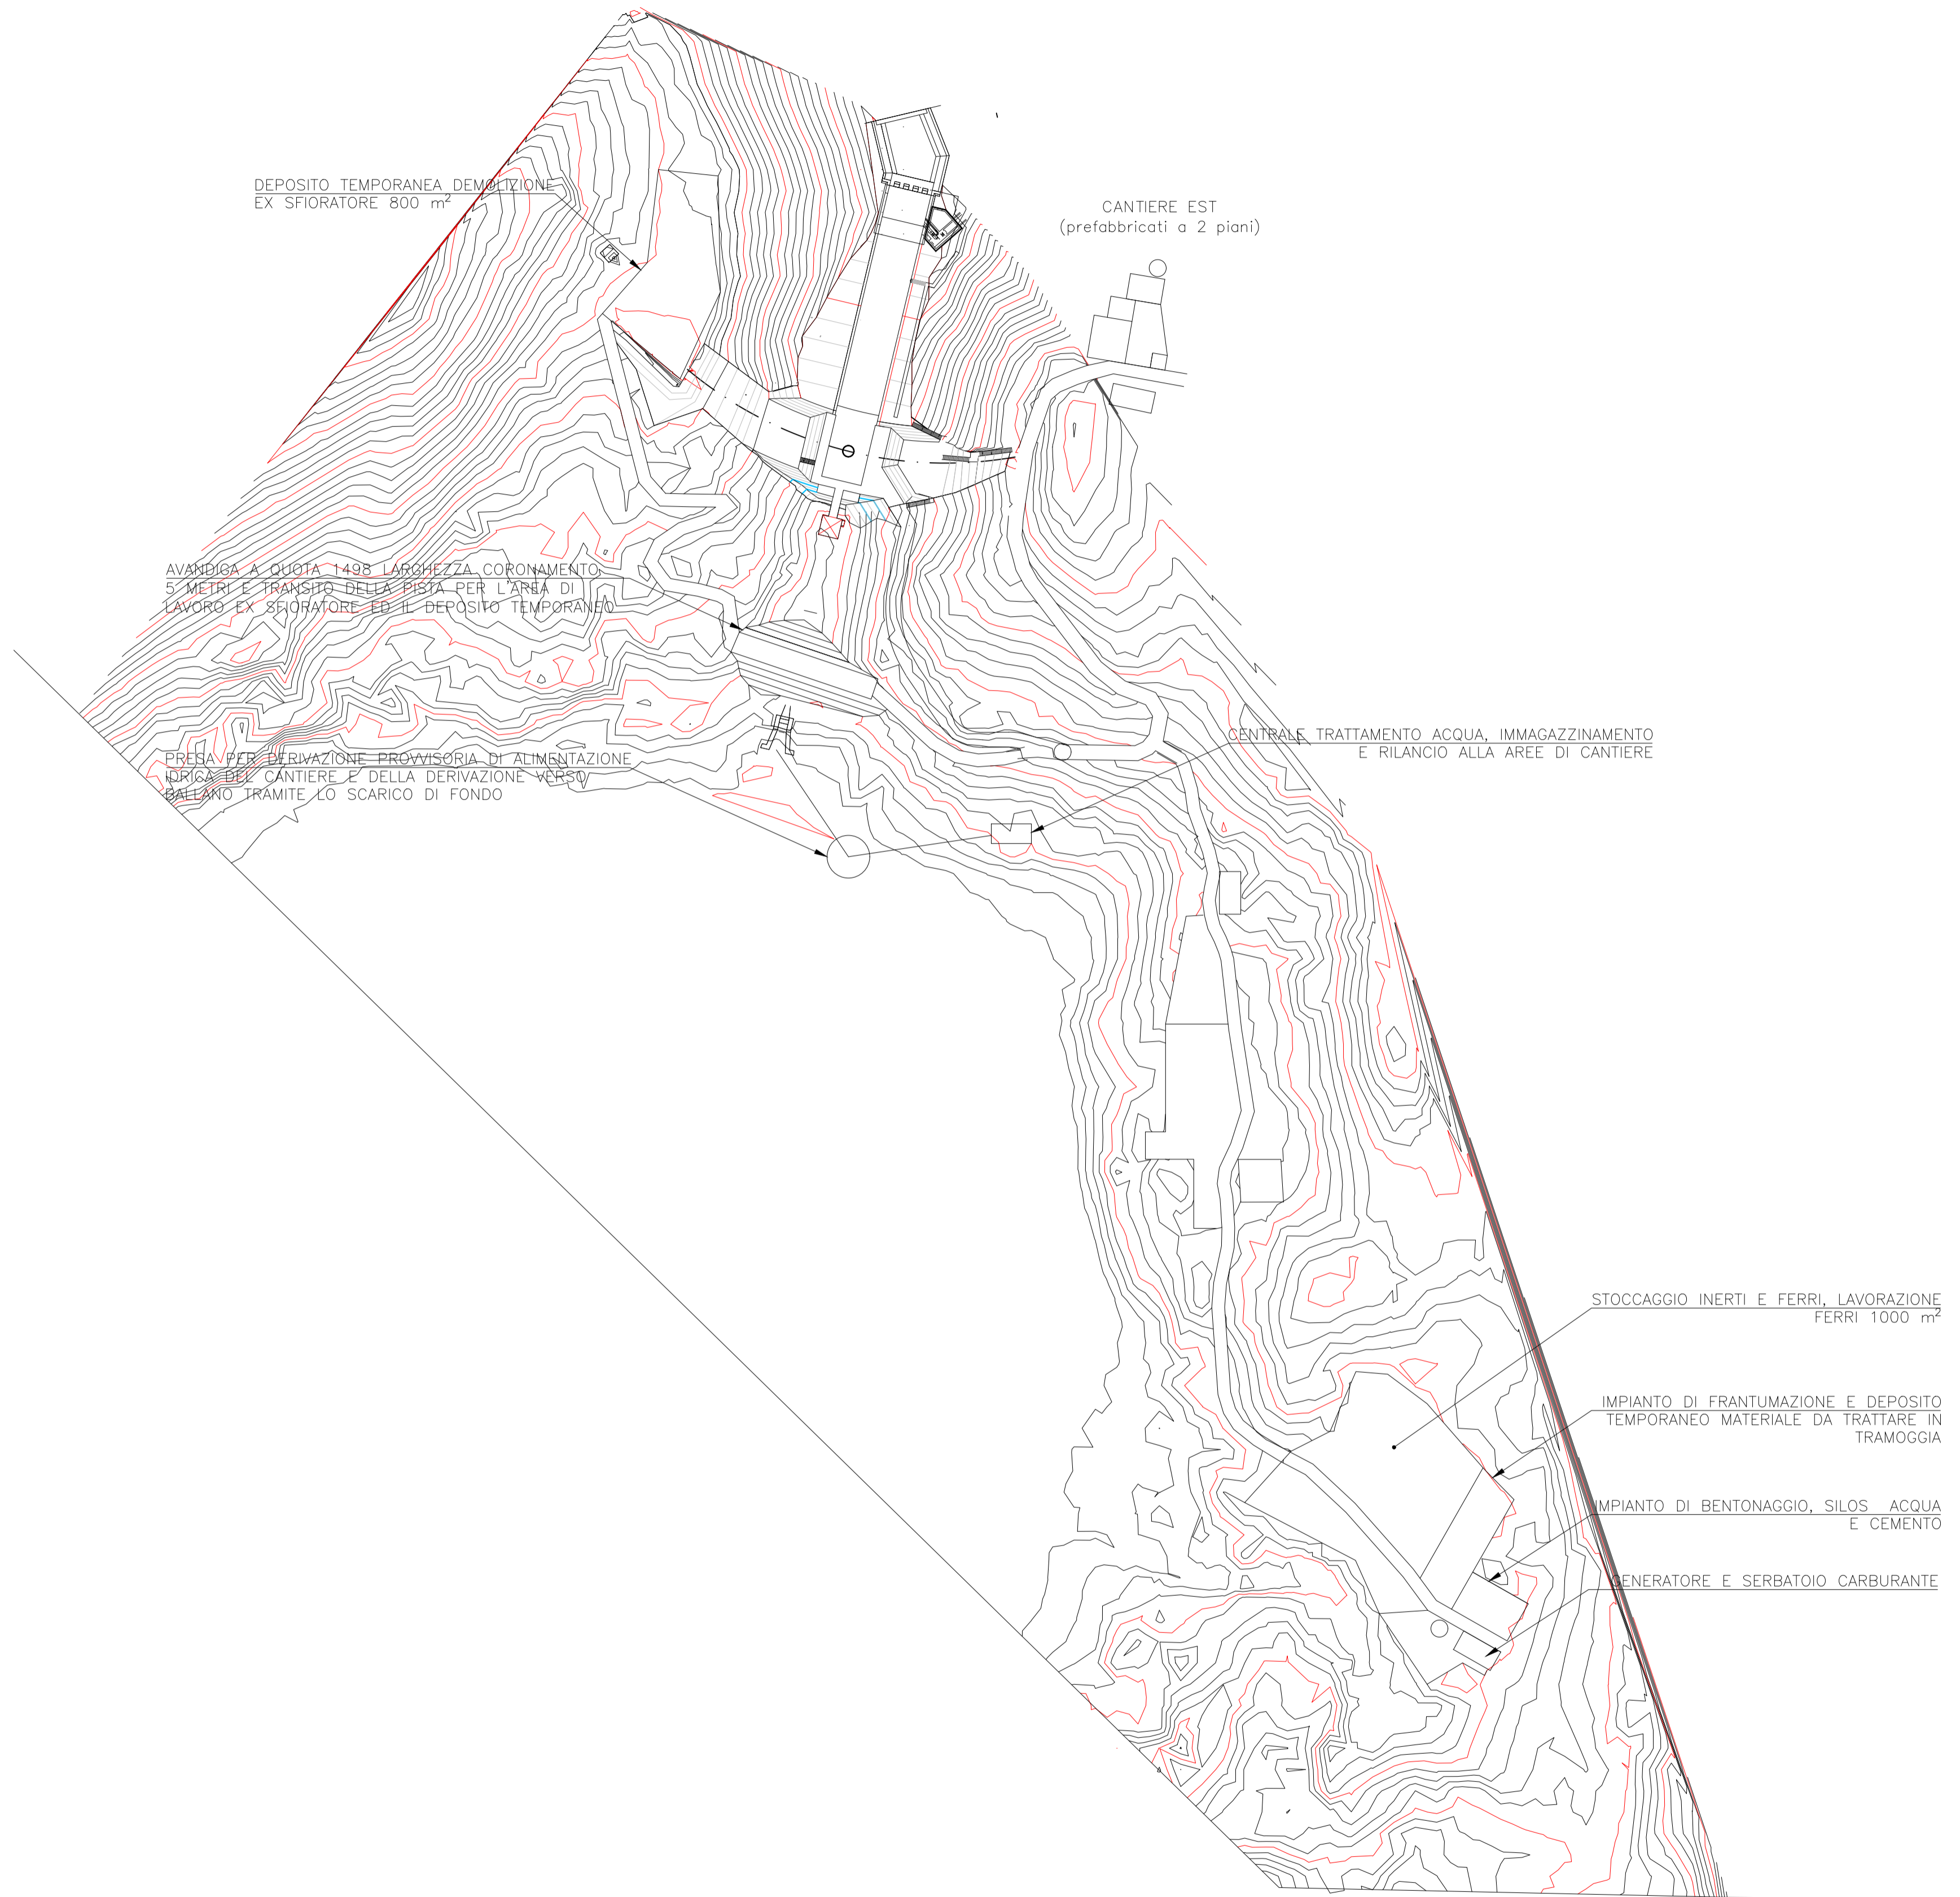 DEPOSITO TEMPORANEA DEMOLIZIONE
EX SFIORATORE 800 m²
CANTIERE EST
(prefabbricati a 2 piani)
AVANDIGA A QUOTA 1498 LARGHEZZA CORONAMENTO
5 METRI E TRANSITO DELLA PISTA PER L'AREA DI
LAVORO EX SFIORATORE ED IL DEPOSITO TEMPORANEO
CENTRALE TRATTAMENTO ACQUA, IMMAGAZZINAMENTO
E RILANCIO ALLA AREE DI CANTIERE
PRESA PER DERIVAZIONE PROVVISORIA DI ALIMENTAZIONE
IDRICA DEL CANTIERE E DELLA DERIVAZIONE VERSO
BALLANO TRAMITE LO SCARICO DI FONDO
STOCCAGGIO INERTI E FERRI, LAVORAZIONE
FERRI 1000 m²
IMPIANTO DI FRANTUMAZIONE E DEPOSITO
TEMPORANEO MATERIALE DA TRATTARE IN
TRAMOGGIA
IMPIANTO DI BENTONAGGIO, SILOS ACQUA
E CEMENTO
GENERATORE E SERBATOIO CARBURANTE